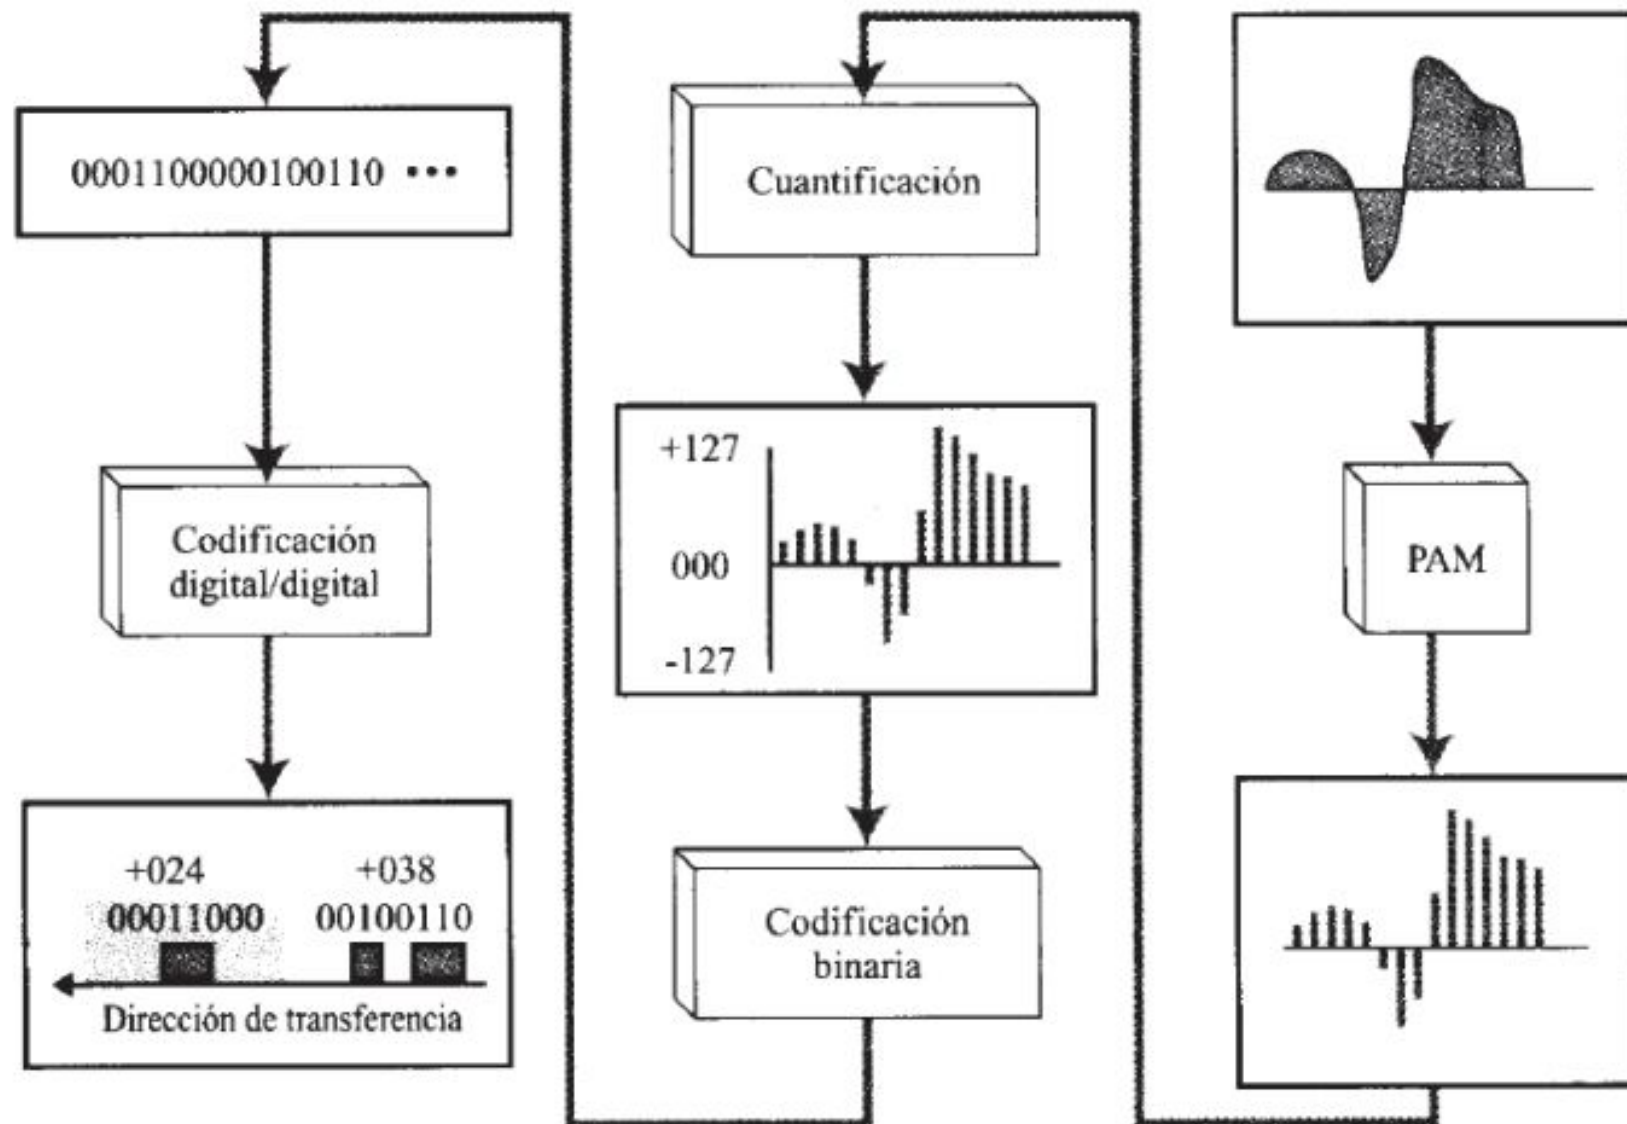 0001100000100110 •••
Codificación
digital/digital
+024
+038
00011000
00100110
Dirección de transferencia
Cuantificación
+127
000
-127
Codificación
binaria
PAM